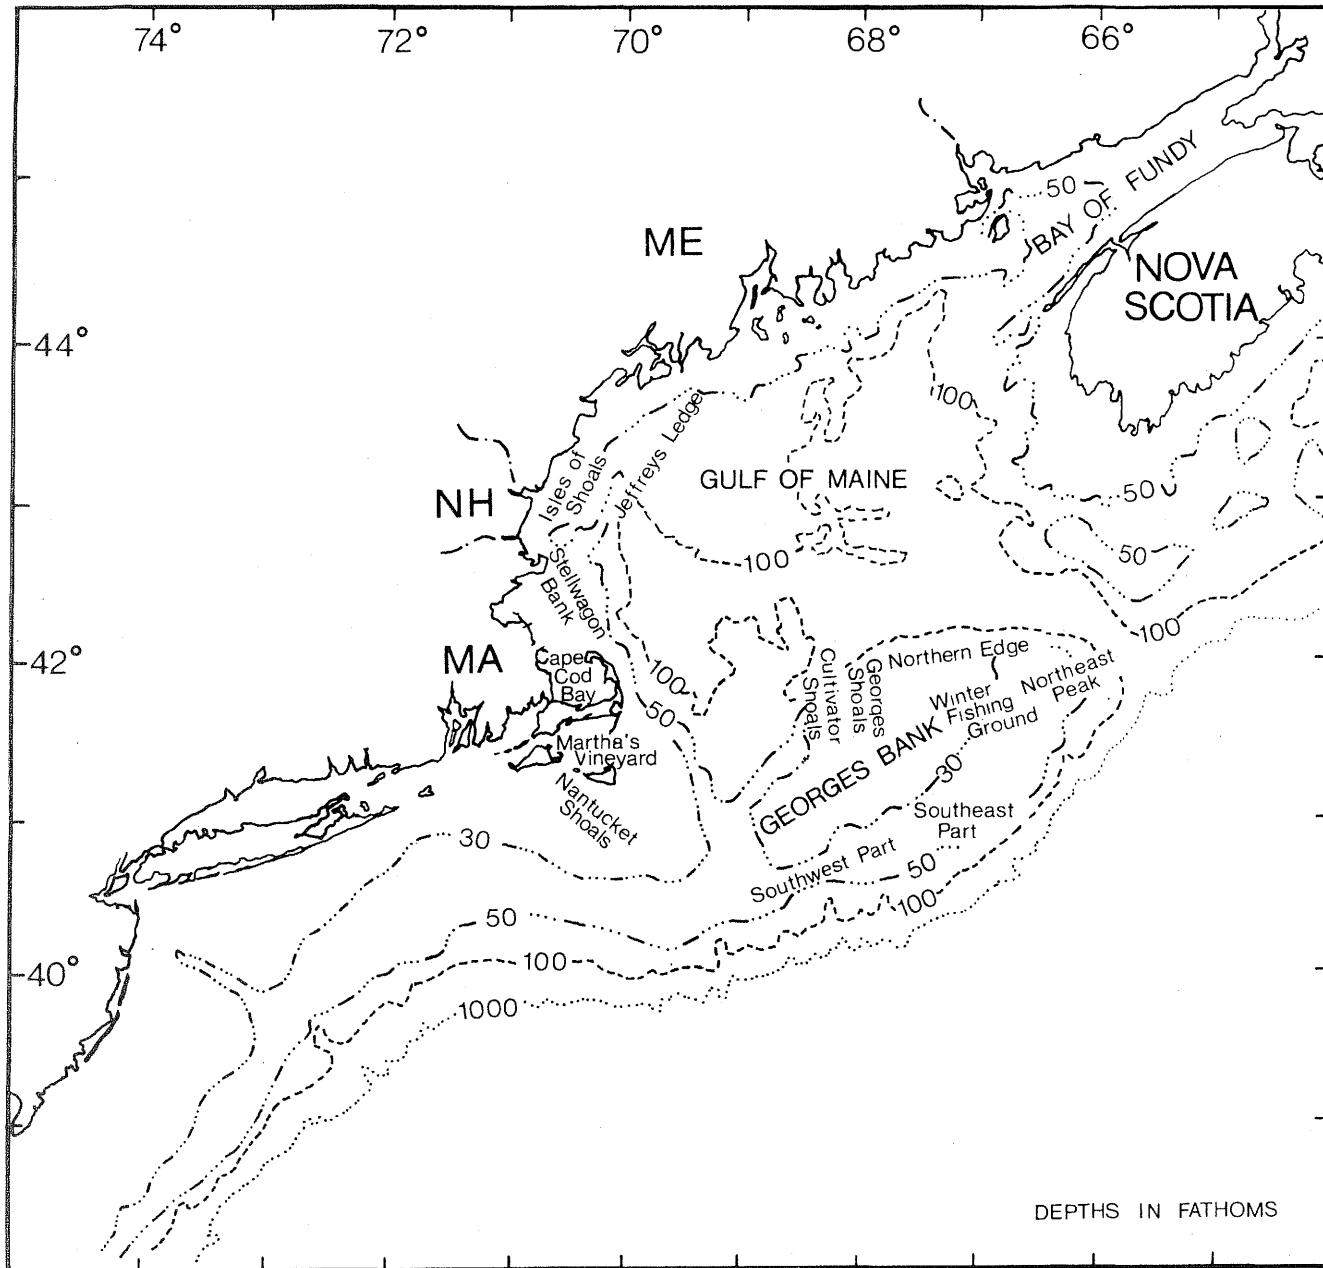 74° 72° 70° 68° 66°
50
BAY OF FUNDY
ME
NOVA
SCOTIA
44°
100
Jeffreys Ledge
Isles of
Shoals
GULF OF MAINE
NH
50
100
50
Stellwagon
Bank
100
42°
MA
Cape
Cod
Bay
100
50
Cultivator
Shoals
Georges
Shoals
Northern Edge
Northeast
Peak
Winter
Fishing
Ground
GEORGES BANK
Martha's
Vineyard
30
Nantucket
Shoals
Southeast
Part
30
Southwest Part
50
100
50
40°
100
1000
DEPTHS IN FATHOMS